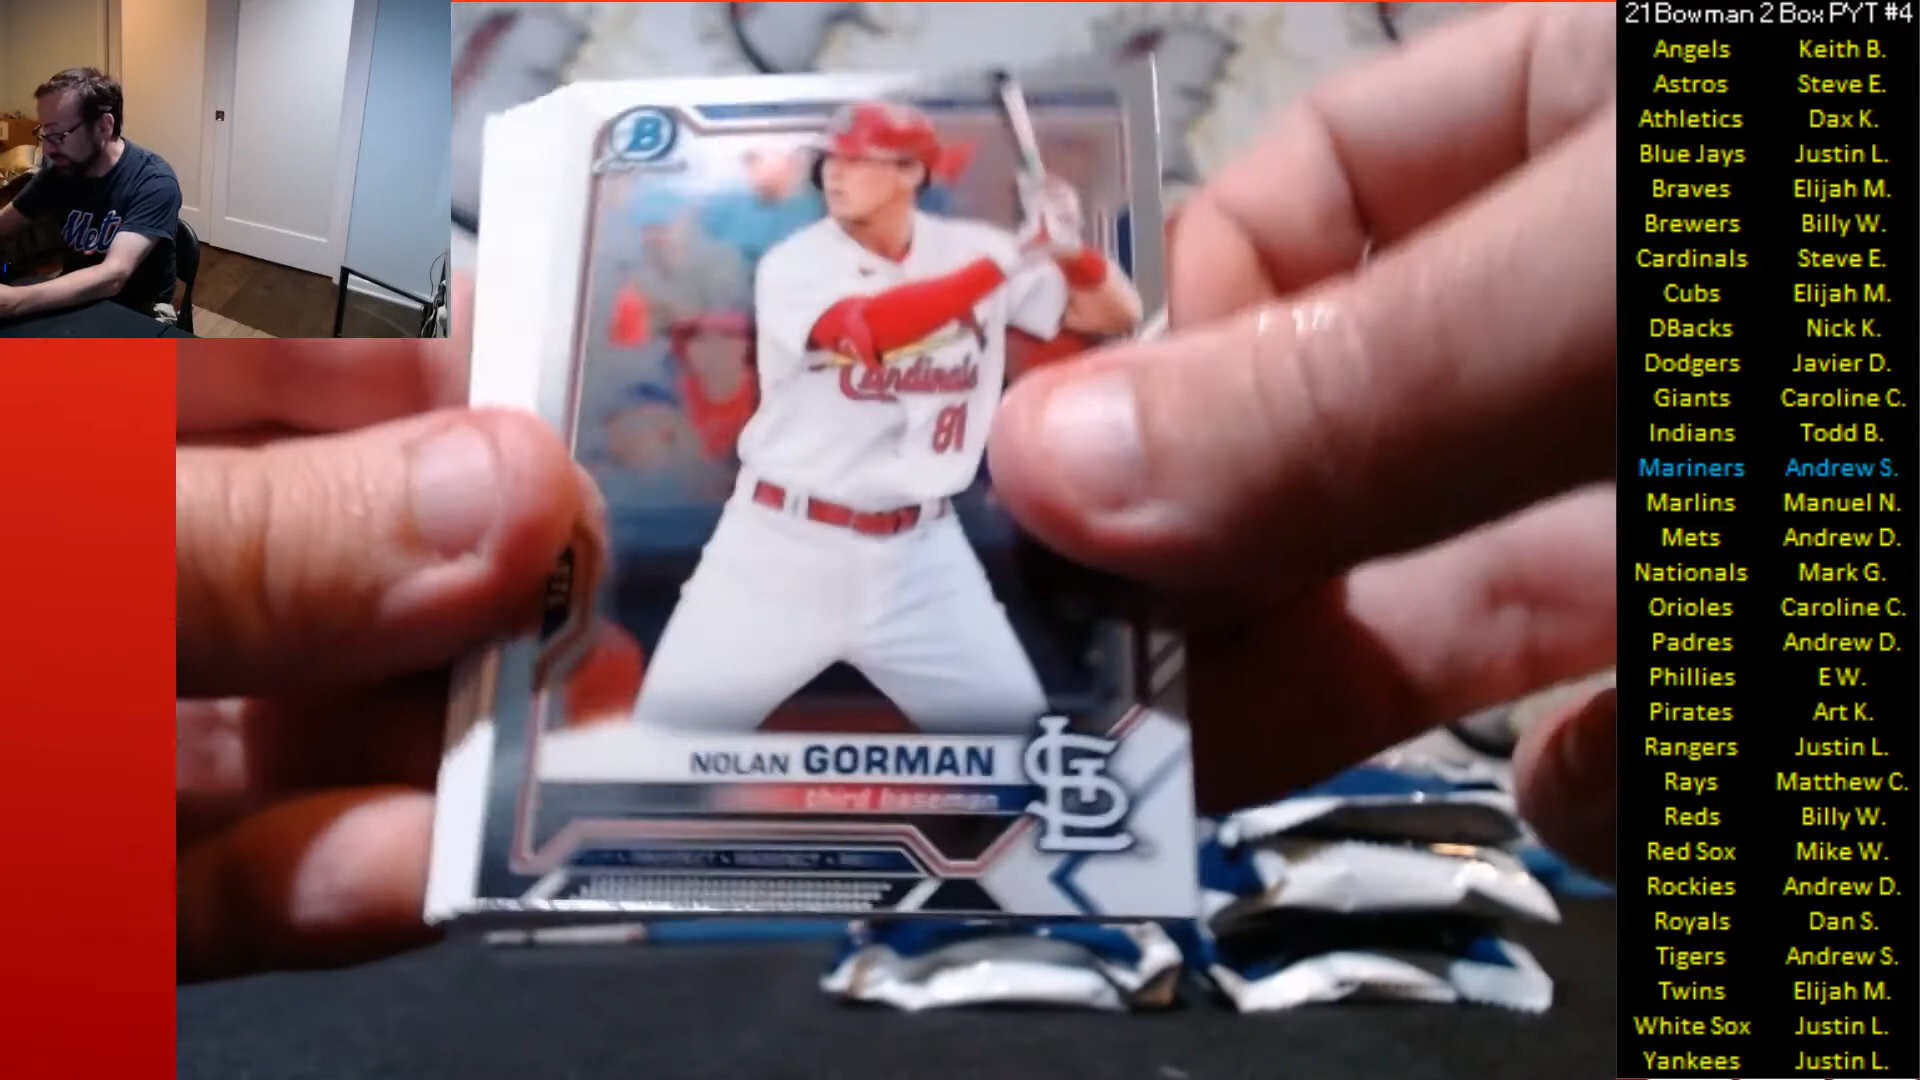 21 Bowman 2 Box PYT #4
Angels Keith B.
Astros Steve E.
Athletics Dax K.
Blue Jays Justin L.
Braves Elijah M.
Brewers Billy W.
Cardinals Steve E.
Cubs Elijah M.
DBacks Nick K.
Dodgers Javier D.
Giants Caroline C.
Indians Todd B.
Mariners Andrew S.
Marlins Manuel N.
Mets Andrew D.
Nationals Mark G.
Orioles Caroline C.
Padres Andrew D.
Phillies E W.
Pirates Art K.
Rangers Justin L.
Rays Matthew C.
Reds Billy W.
Red Sox Mike W.
Rockies Andrew D.
Royals Dan S.
Tigers Andrew S.
Twins Elijah M.
White Sox Justin L.
Yankees Justin L.
Met
B
Cardinals
81
NOLAN GORMAN
third baseman
STL